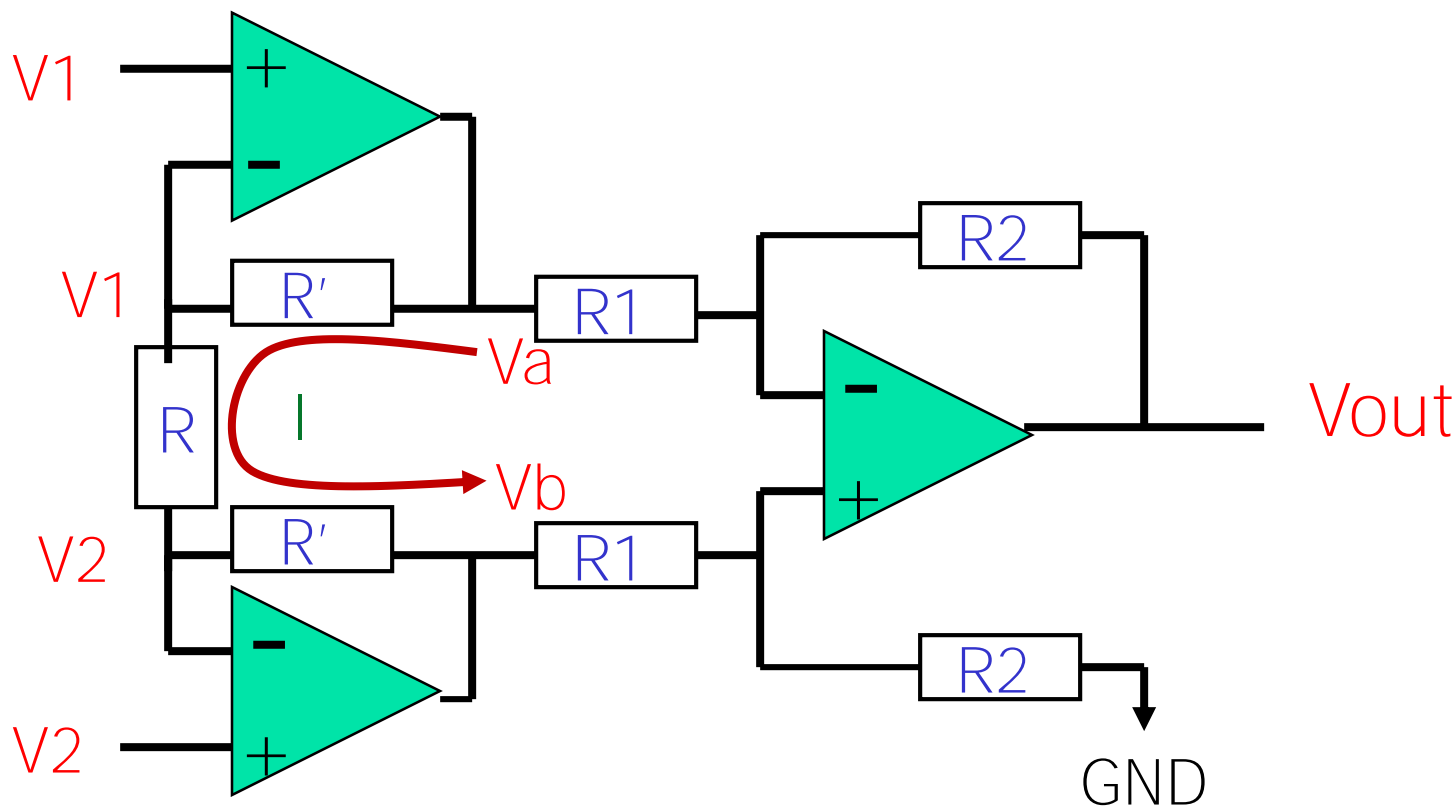 V1
+
-
R2
V1
R'
R1
Va
-
Vout
R
I
Vb
+
V2
R'
R1
-
R2
V2
+
GND